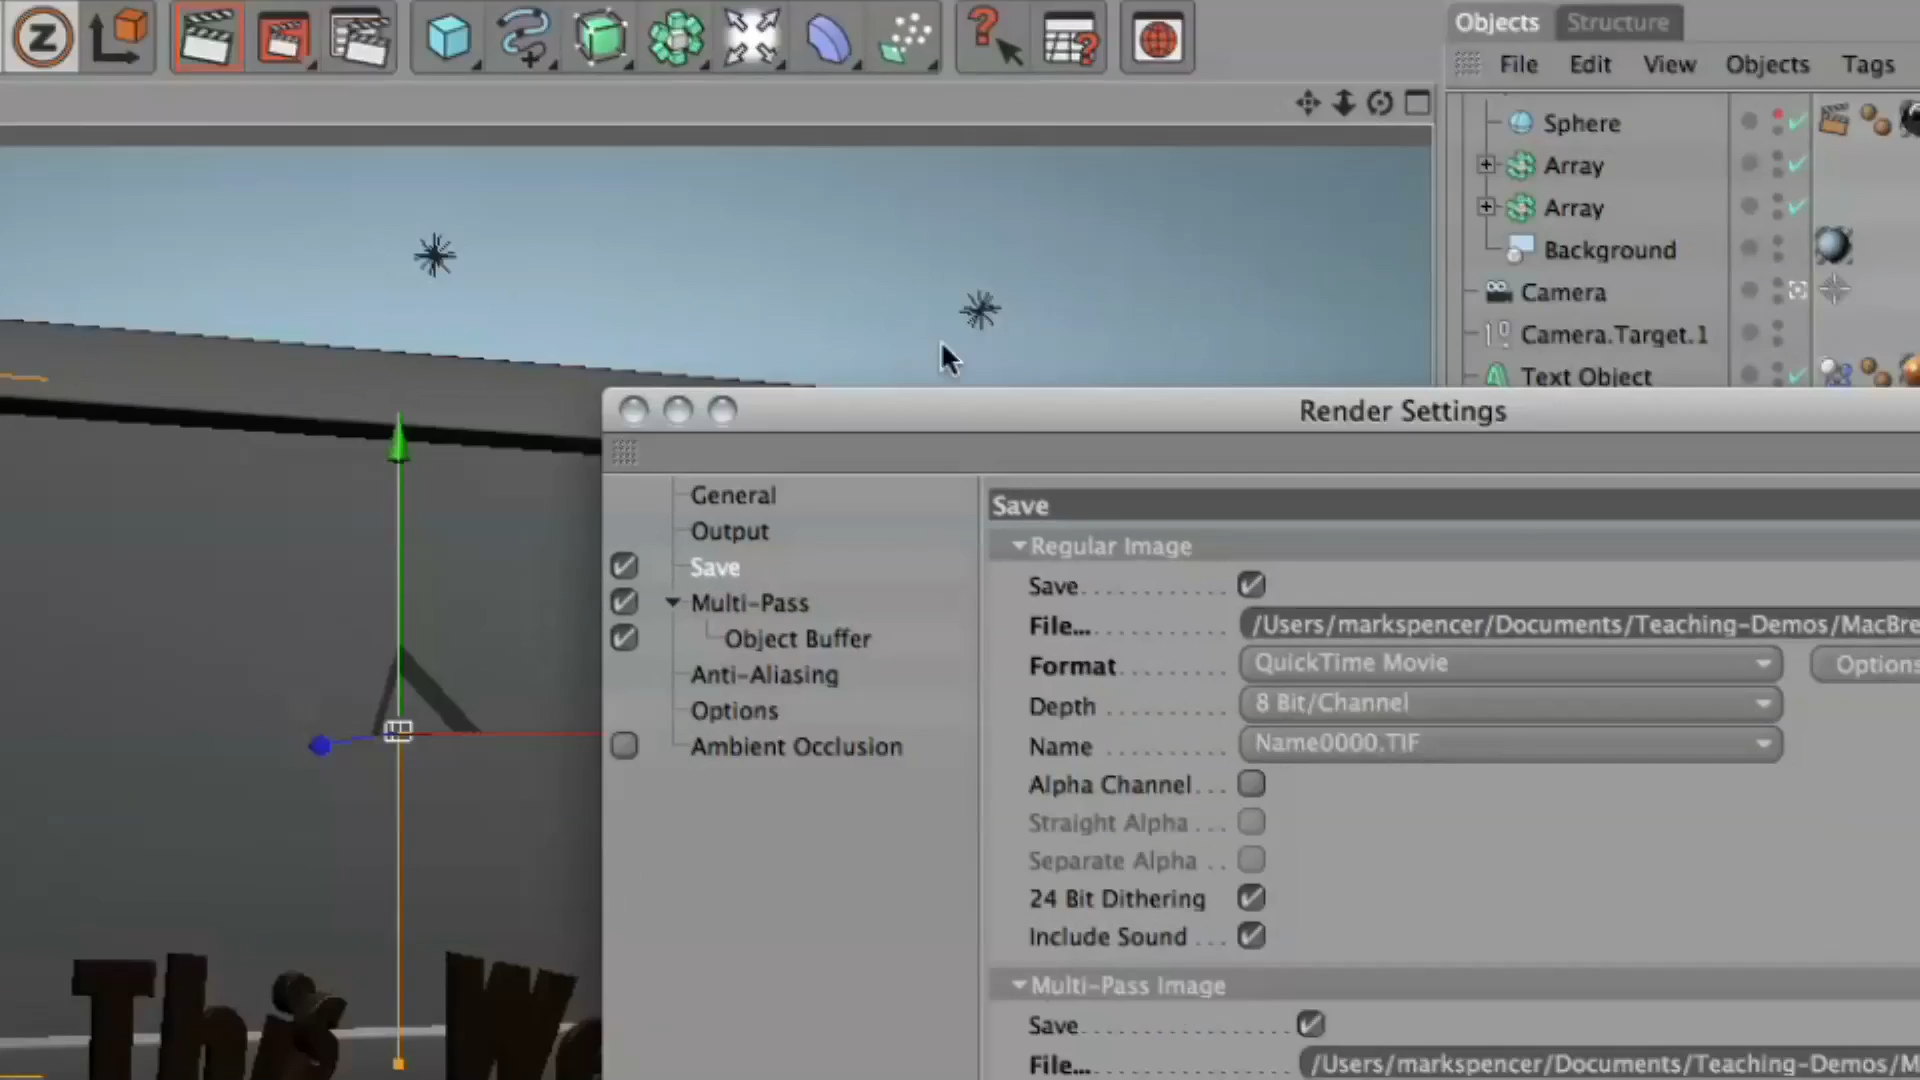 Objects Structure
File Edit View Objects Tags
Sphere
Array
Array
Background
Camera
Camera.Target.1
Text Object
Render Settings
General
Output
Save
Multi-Pass
Object Buffer
Anti-Aliasing
Options
Ambient Occlusion
Save
Regular Image
Save
File... /Users/markspencer/Documents/Teaching-Demos/MacBre
Format QuickTime Movie Options
Depth 8 Bit/Channel
Name Name0000.TIF
Alpha Channel
Straight Alpha
Separate Alpha
24 Bit Dithering
Include Sound
Multi-Pass Image
Save
File... /Users/markspencer/Documents/Teaching-Demos/M
This